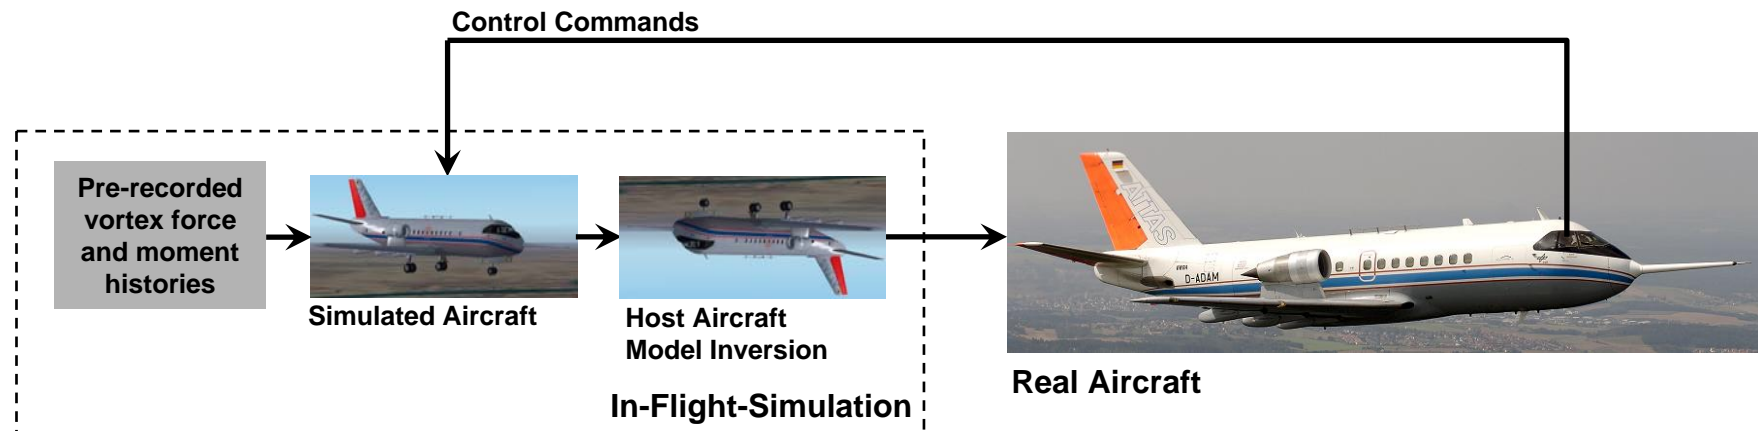 Control Commands
Pre-recorded
vortex force
and moment
histories
Simulated Aircraft
Host Aircraft
Model Inversion
In-Flight-Simulation
ATTAS
D-ADAM
Real Aircraft